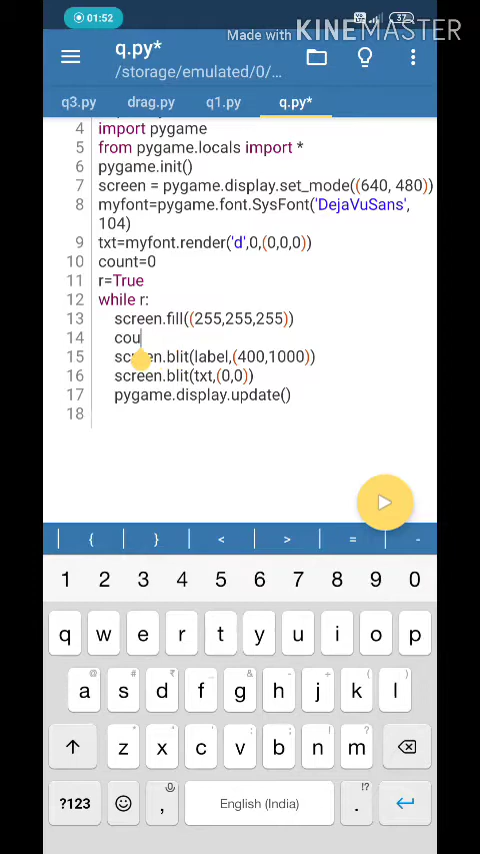 01:52
37
Made with KINEMASTER
q.py*
/storage/emulated/0/...
q3.py drag.py q1.py q.py*
4 import pygame
5 from pygame.locals import *
6 pygame.init()
7 screen = pygame.display.set_mode((640, 480))
8 myfont=pygame.font.SysFont('DejaVuSans',
104)
9 txt=myfont.render('d',0,(0,0,0))
10 count=0
11 r=True
12 while r:
13 screen.fill((255,255,255))
14 cou
15 screen.blit(label,(400,1000))
16 screen.blit(txt,(0,0))
17 pygame.display.update()
18
{ } < > = -
1 2 3 4 5 6 7 8 9 0
q w e r t y u i o p
@ # ₹ _ & - + ( )
a s d f g h j k l
* " ' : ; ! ?
z x c v b n m
!?
?123 , English (India) .